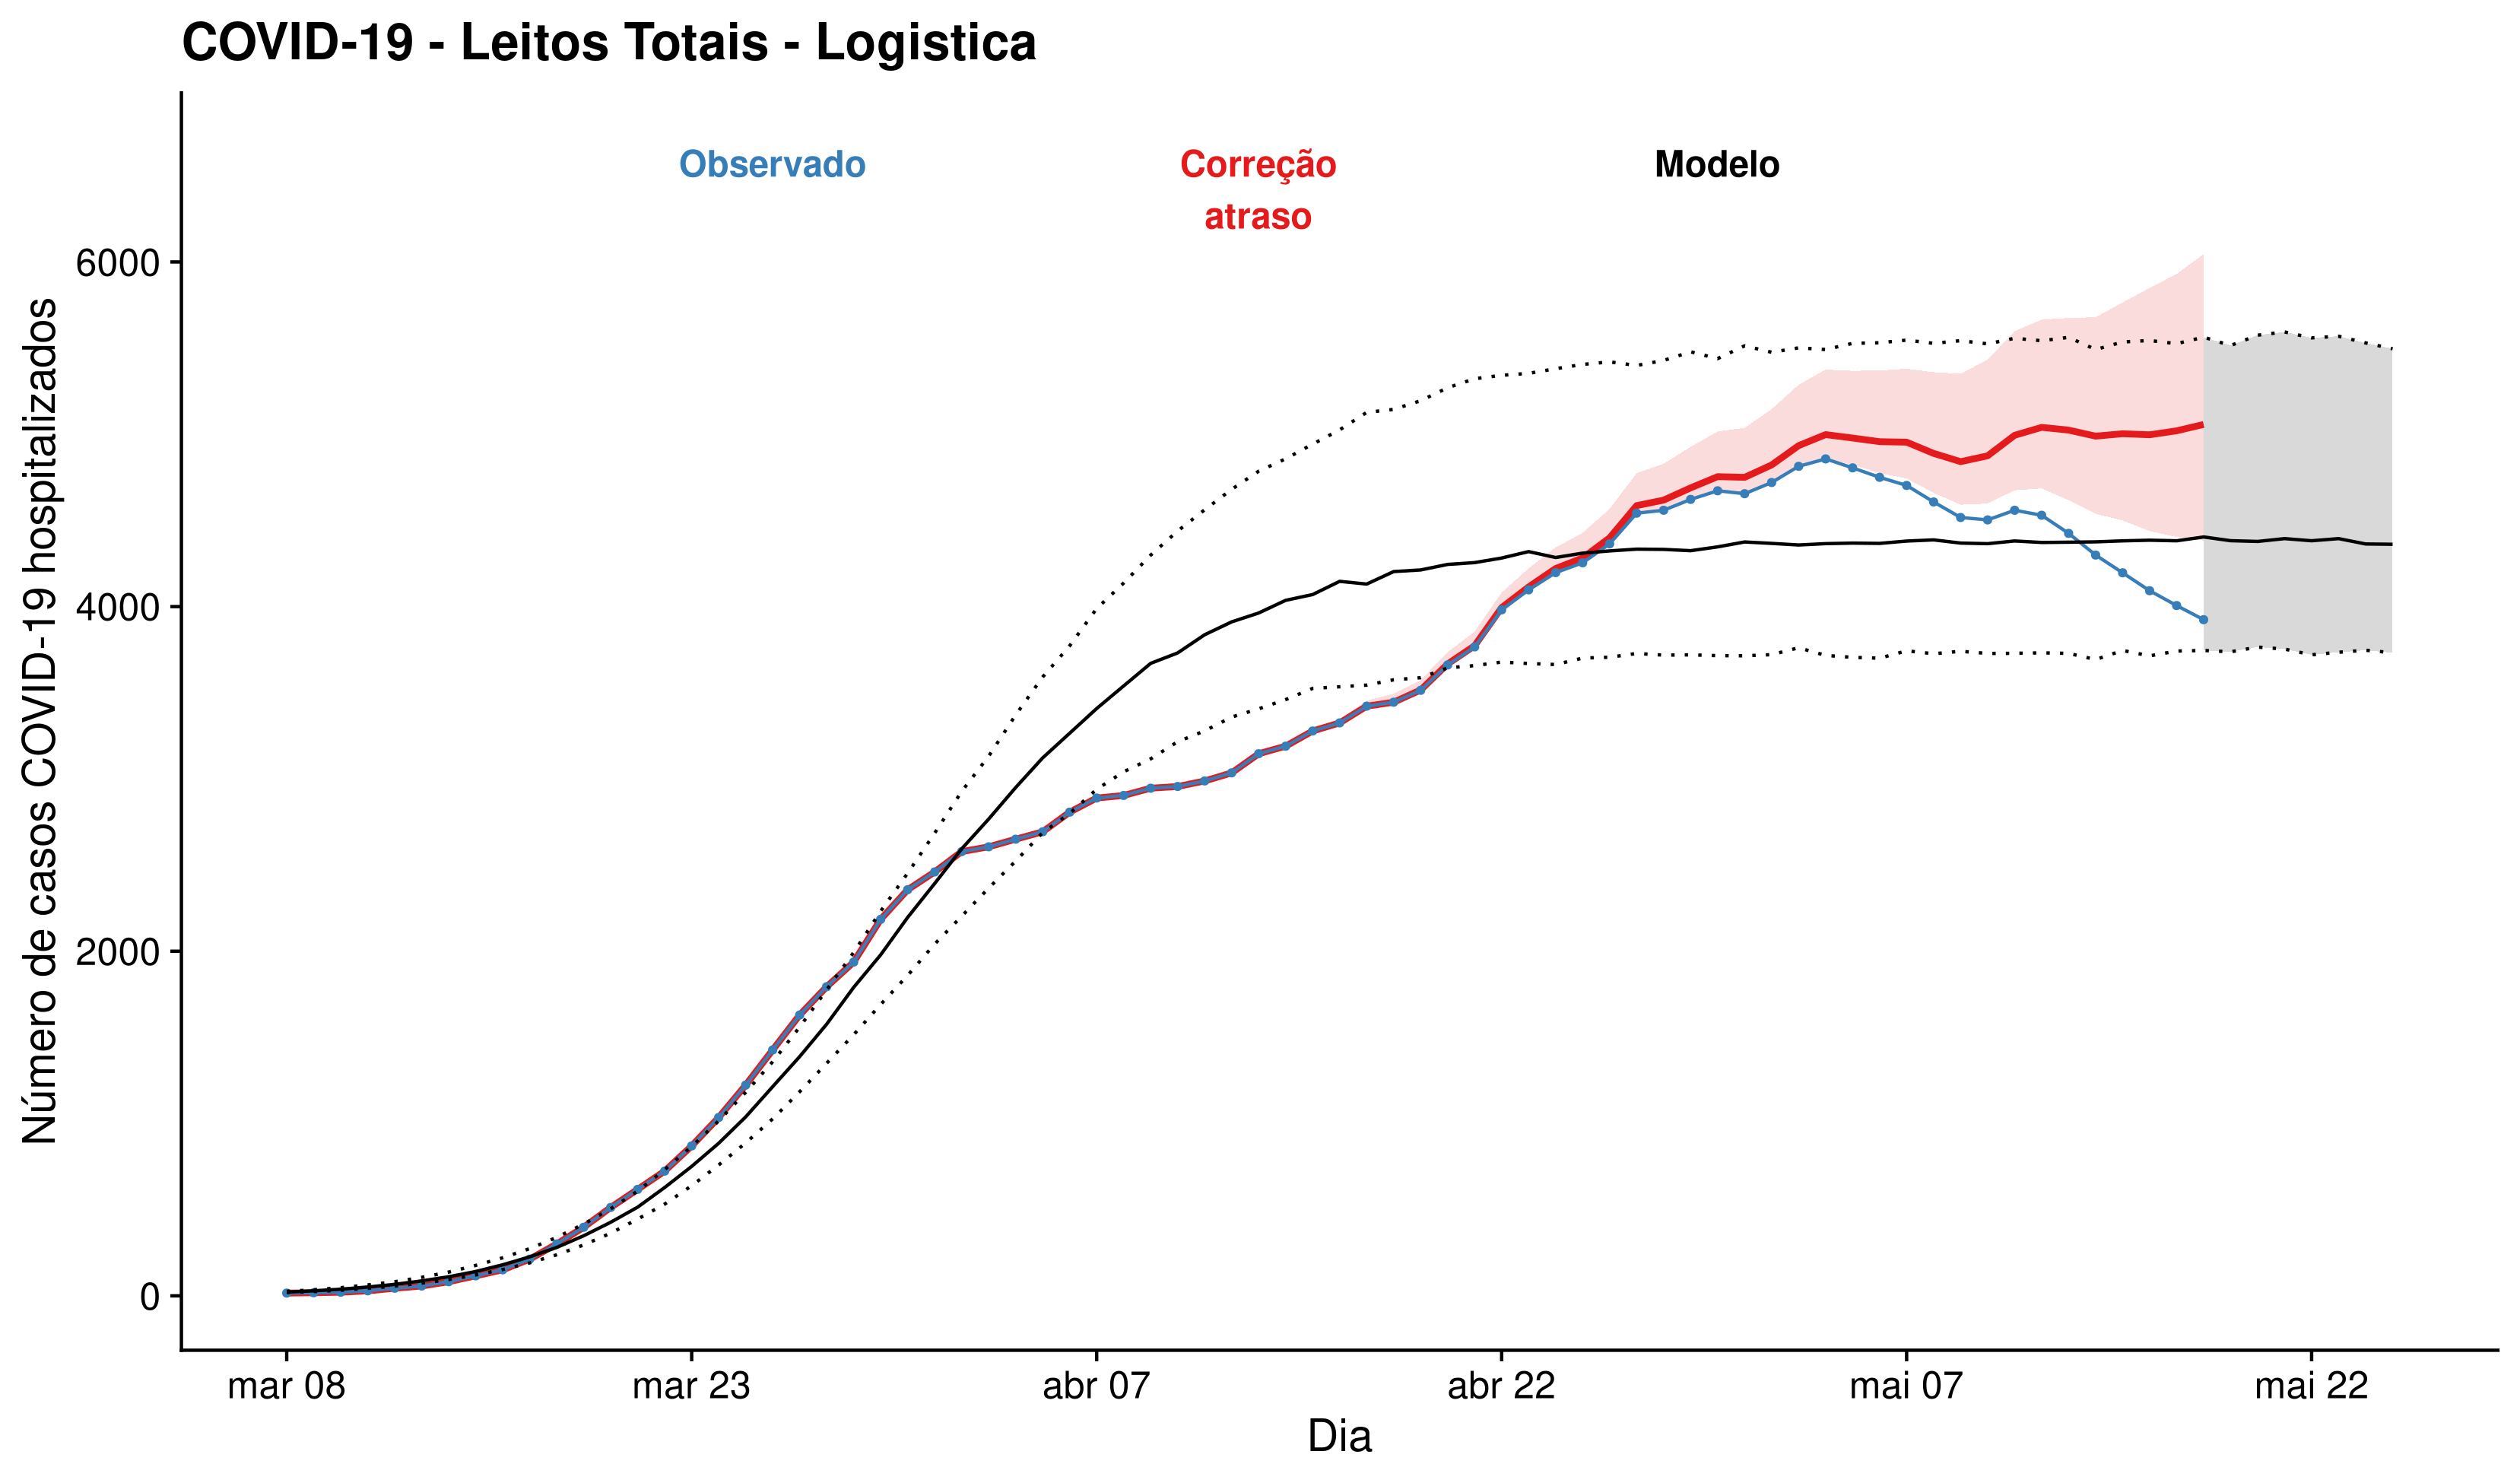 COVID-19 - Leitos Totais - Logistica
Observado
Correção
atraso
Modelo
Número de casos COVID-19 hospitalizados
6000
4000
2000
0
mar 08
mar 23
abr 07
abr 22
mai 07
mai 22
Dia